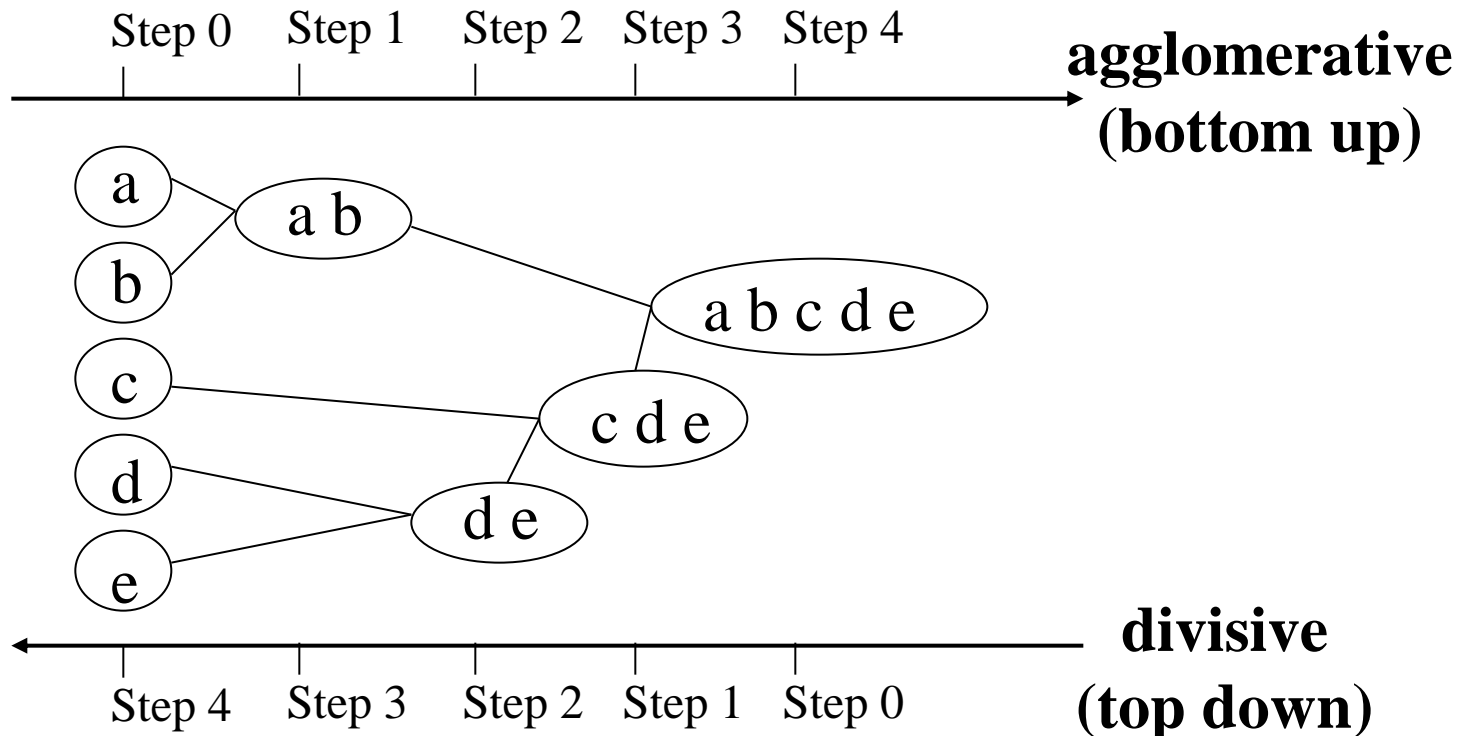 Step 0 Step 1 Step 2 Step 3 Step 4
agglomerative
(bottom up)
a
a b
b
a b c d e
c
c d e
d
d e
e
divisive
(top down)
Step 4 Step 3 Step 2 Step 1 Step 0